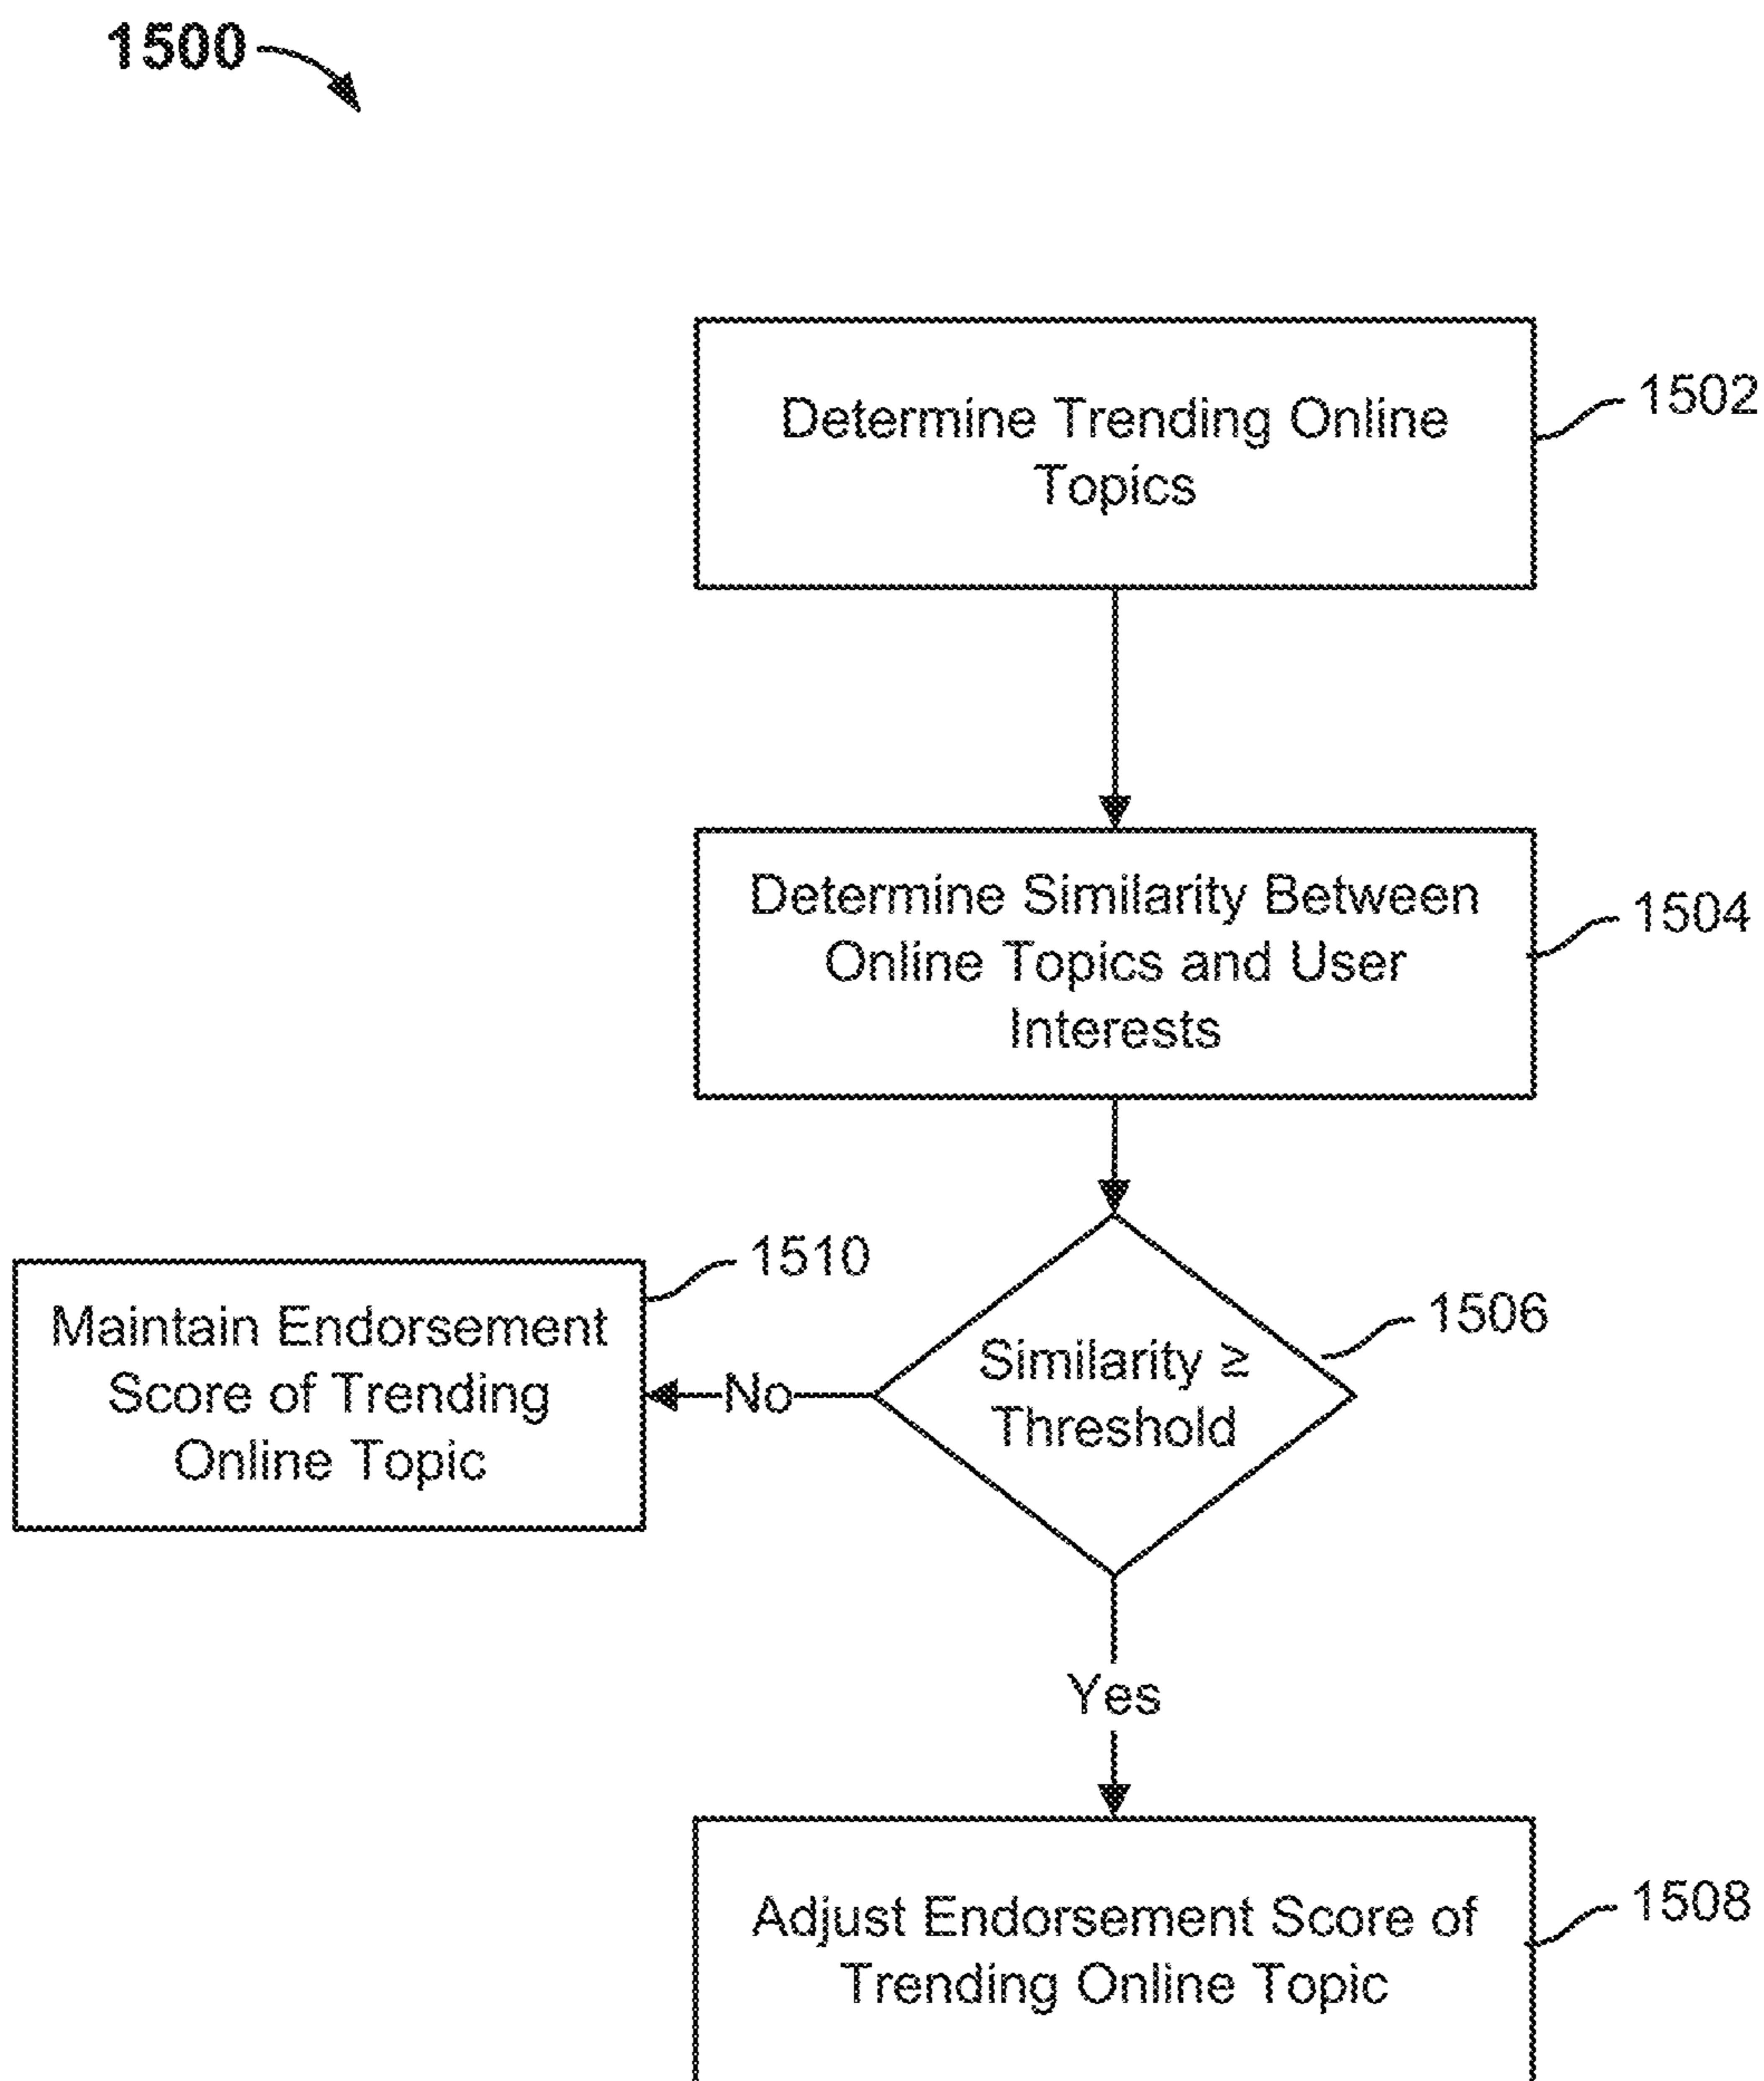 1500
Determine Trending Online
Topics
1502
Determine Similarity Between
Online Topics and User
Interests
1504
1510
Maintain Endorsement
Score of Trending
Online Topic
No
Similarity ≥
Threshold
1506
Yes
Adjust Endorsement Score of
Trending Online Topic
1508